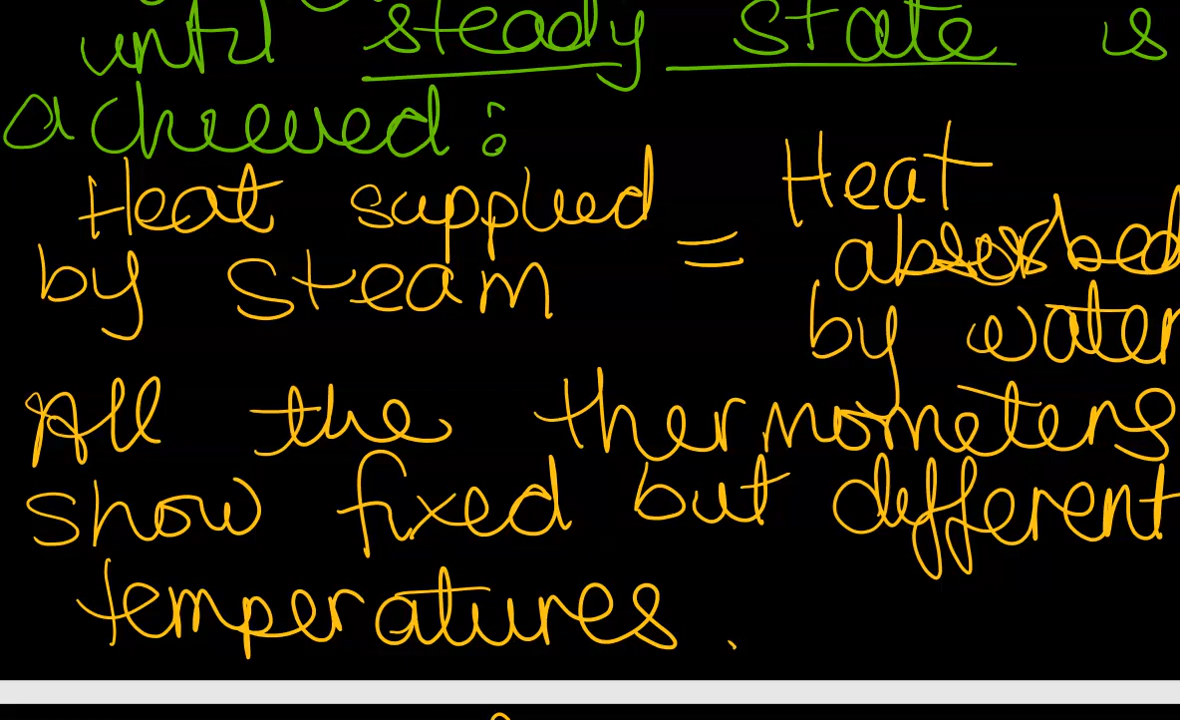 until steady state is
achieved:
Heat supplied = Heat
by steam absorbed
by water
All the thermometers
show fixed but different
temperatures.